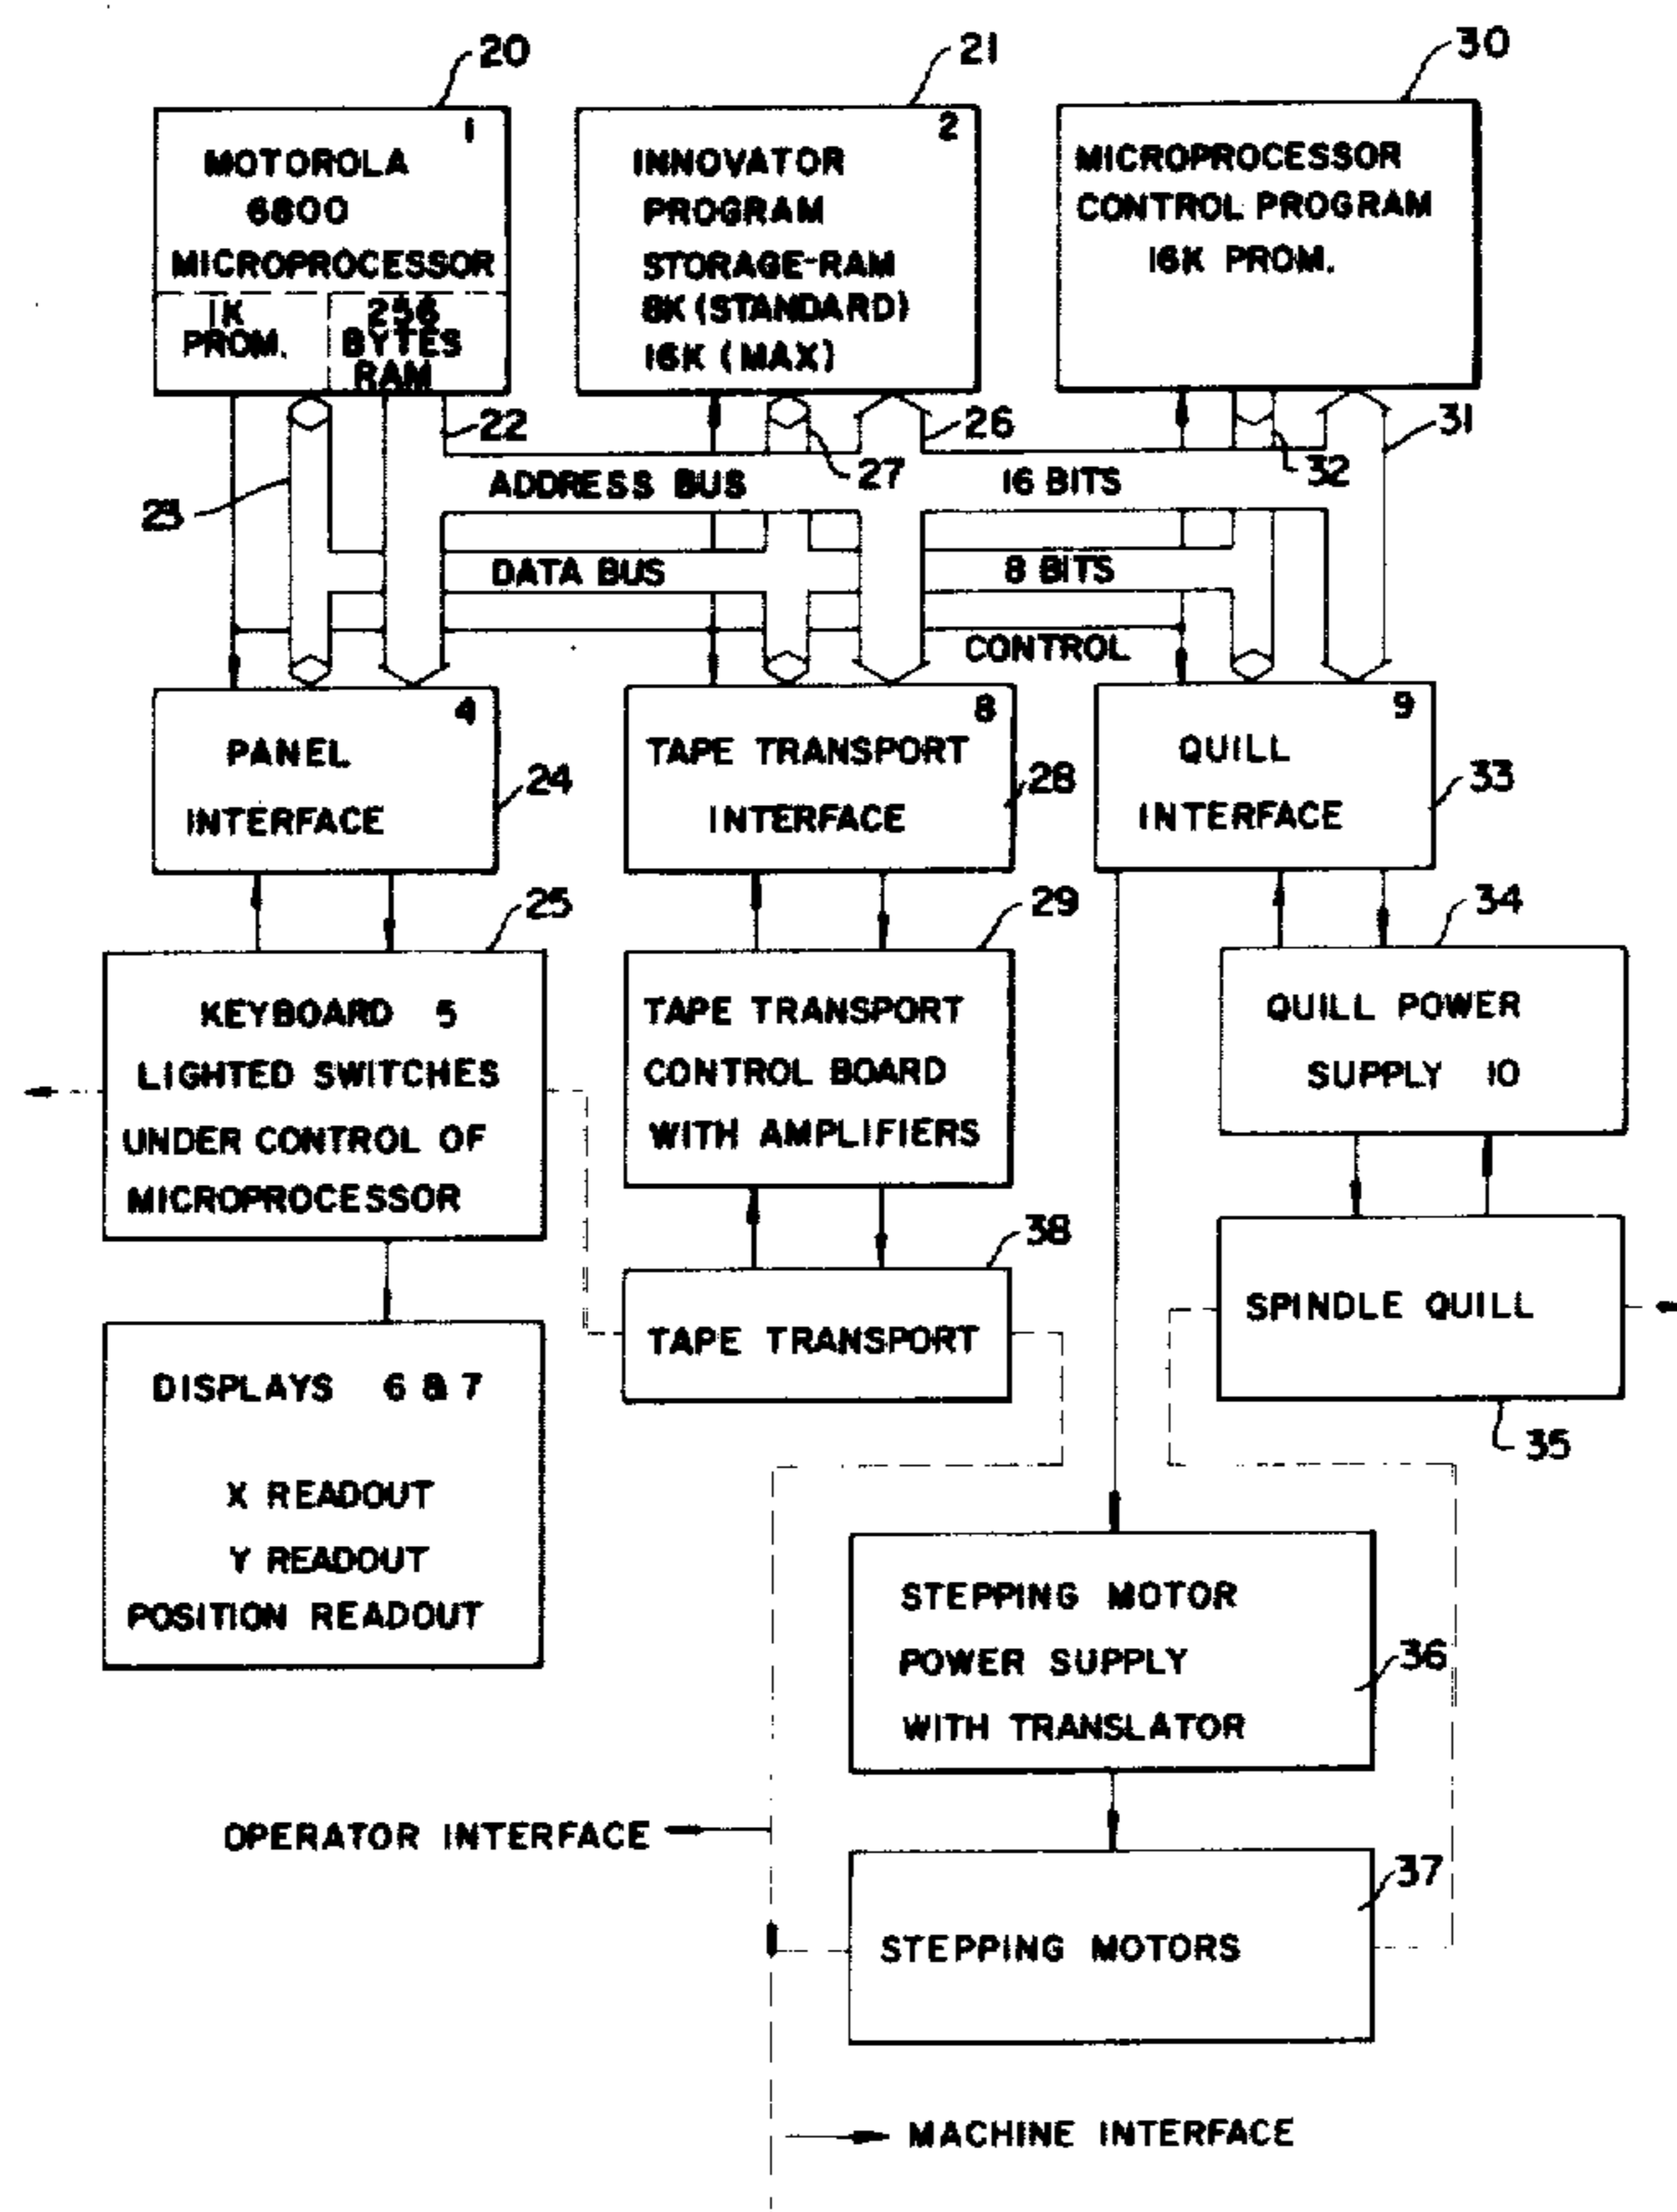 20
21
30
1
MOTOROLA
6800
MICROPROCESSOR
1K
PROM.
256
BYTES
RAM
2
INNOVATOR
PROGRAM
STORAGE-RAM
8K (STANDARD)
16K (MAX)
MICROPROCESSOR
CONTROL PROGRAM
16K PROM.
22
26
31
23
27
32
ADDRESS BUS
16 BITS
DATA BUS
8 BITS
CONTROL
4
PANEL
INTERFACE
24
8
TAPE TRANSPORT
INTERFACE
28
9
QUILL
INTERFACE
33
25
29
34
KEYBOARD 5
LIGHTED SWITCHES
UNDER CONTROL OF
MICROPROCESSOR
TAPE TRANSPORT
CONTROL BOARD
WITH AMPLIFIERS
QUILL POWER
SUPPLY 10
38
TAPE TRANSPORT
SPINDLE QUILL
35
DISPLAYS 6 & 7
X READOUT
Y READOUT
POSITION READOUT
STEPPING MOTOR
POWER SUPPLY
WITH TRANSLATOR
36
OPERATOR INTERFACE
37
STEPPING MOTORS
MACHINE INTERFACE